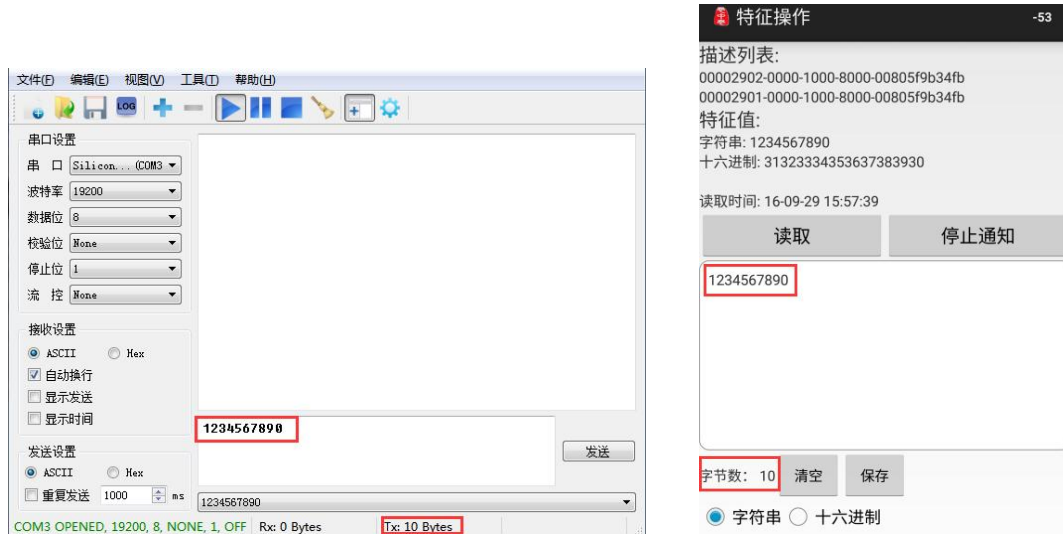 文件(F) 编辑(E) 视图(V) 工具(T) 帮助(H)
LOG
串口设置
串 口 Silicon...(COM3
波特率 19200
数据位 8
校验位 None
停止位 1
流 控 None
接收设置
ASCII Hex
自动换行
显示发送
显示时间
发送设置
ASCII Hex
重复发送 1000 ms
1234567890
发送
1234567890
COM3 OPENED, 19200, 8, NONE, 1, OFF Rx: 0 Bytes Tx: 10 Bytes
特征操作 -53
描述列表:
00002902-0000-1000-8000-00805f9b34fb
00002901-0000-1000-8000-00805f9b34fb
特征值:
字符串: 1234567890
十六进制: 31323334353637383930
读取时间: 16-09-29 15:57:39
读取 停止通知
1234567890
字节数: 10 清空 保存
字符串 十六进制